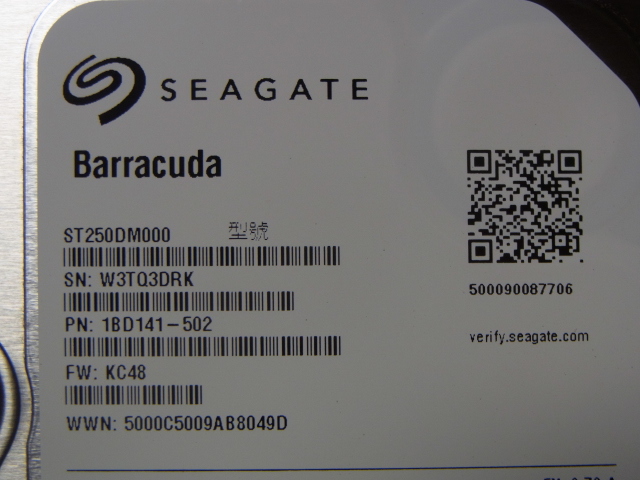 SEAGATE
Barracuda
ST250DM000 型號
SN: W3TQ3DRK
PN: 1BD141-502
FW: KC48
WWN: 5000C5009AB8049D
500090087706
verify.seagate.com